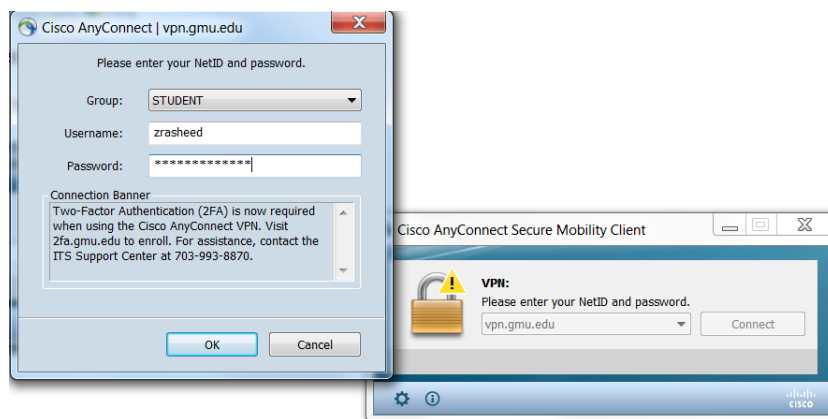 Cisco AnyConnect | vpn.gmu.edu
Please enter your NetID and password.
Group: STUDENT
Username: zrasheed
Password: *************
Connection Banner
Two-Factor Authentication (2FA) is now required
when using the Cisco AnyConnect VPN. Visit
2fa.gmu.edu to enroll. For assistance, contact the
ITS Support Center at 703-993-8870.
OK Cancel
Cisco AnyConnect Secure Mobility Client
VPN:
Please enter your NetID and password.
vpn.gmu.edu Connect
cisco